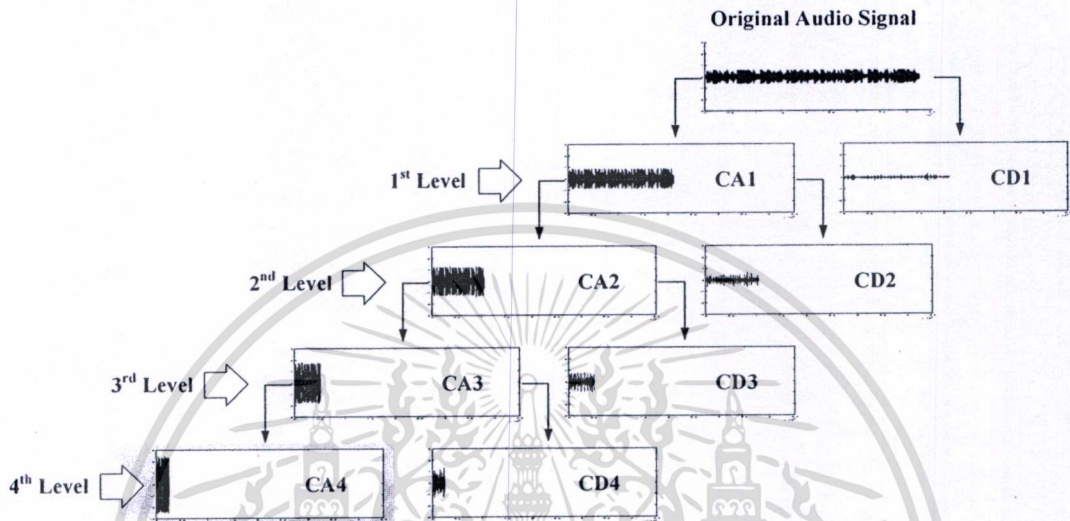 Original Audio Signal
1st Level
CA1
CD1
2nd Level
CA2
CD2
3rd Level
CA3
CD3
4th Level
CA4
CD4